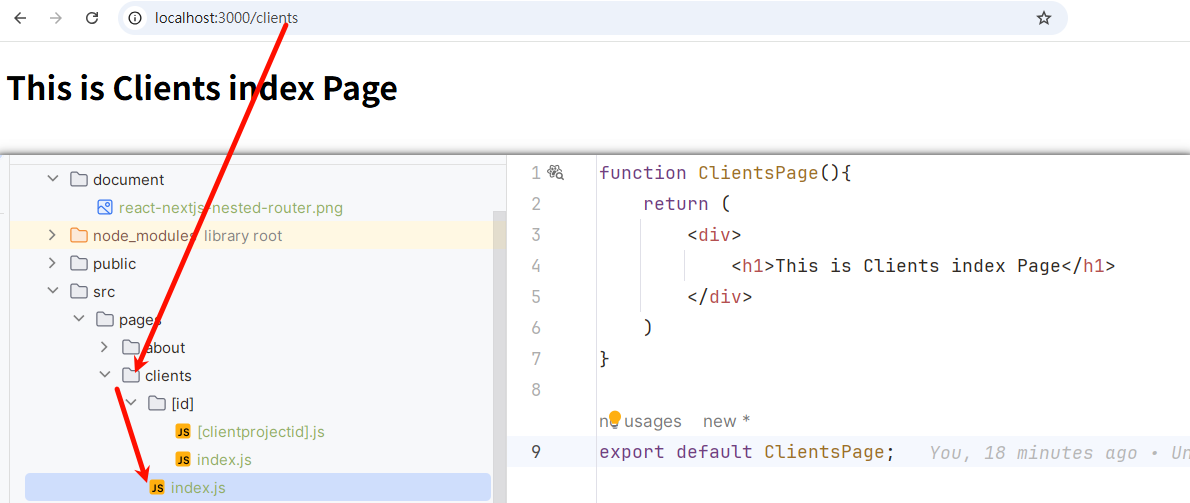 localhost:3000/clients
This is Clients index Page
document
react-nextjs-nested-router.png
node_modules library root
public
src
pages
about
clients
[id]
JS [clientprojectid].js
JS index.js
JS index.js
1 function ClientsPage(){
2 return (
3 <div>
4 <h1>This is Clients index Page</h1>
5 </div>
6 )
7 }
8
usages new *
9 export default ClientsPage; You, 18 minutes ago • Un